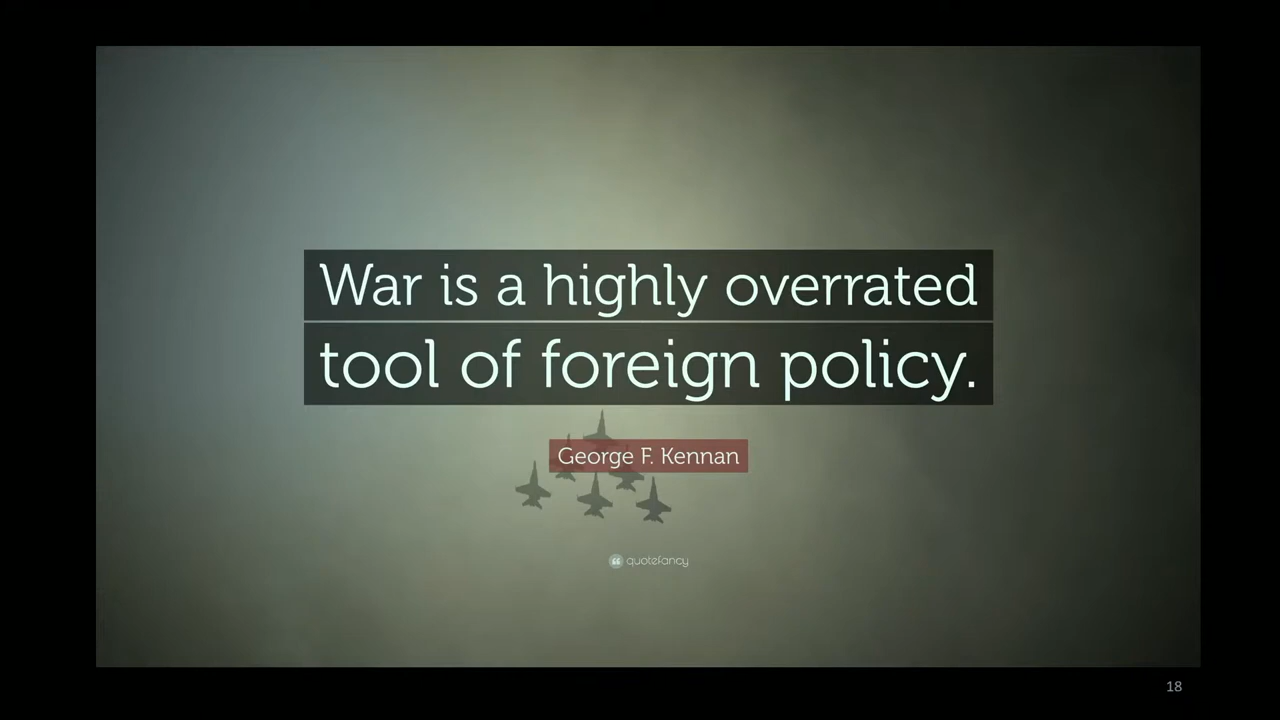 War is a highly overrated
tool of foreign policy.
George F. Kennan
quotefancy
18